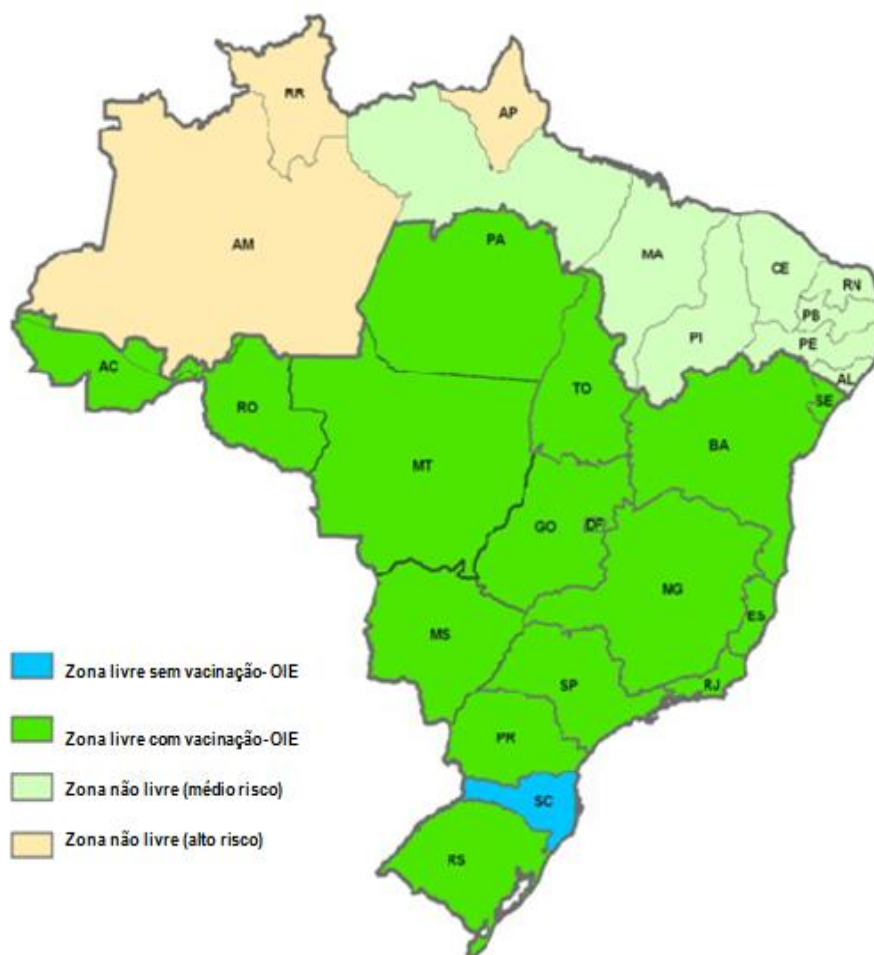 RR
AP
AM
PA
MA
CE
RN
PB
PE
PI
AL
SE
AC
RO
TO
BA
MT
GO
DF
MG
ES
MS
SP
RJ
PR
SC
RS
Zona livre sem vacinação- OIE
Zona livre com vacinação-OIE
Zona não livre (médio risco)
Zona não livre (alto risco)